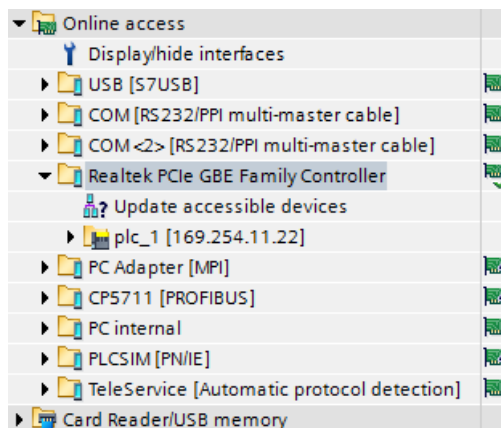 Online access
Display/hide interfaces
USB [S7USB]
COM [RS232/PPI multi-master cable]
COM <2> [RS232/PPI multi-master cable]
Realtek PCIe GBE Family Controller
Update accessible devices
plc_1 [169.254.11.22]
PC Adapter [MPI]
CP5711 [PROFIBUS]
PC internal
PLCSIM [PN/IE]
TeleService [Automatic protocol detection]
Card Reader/USB memory